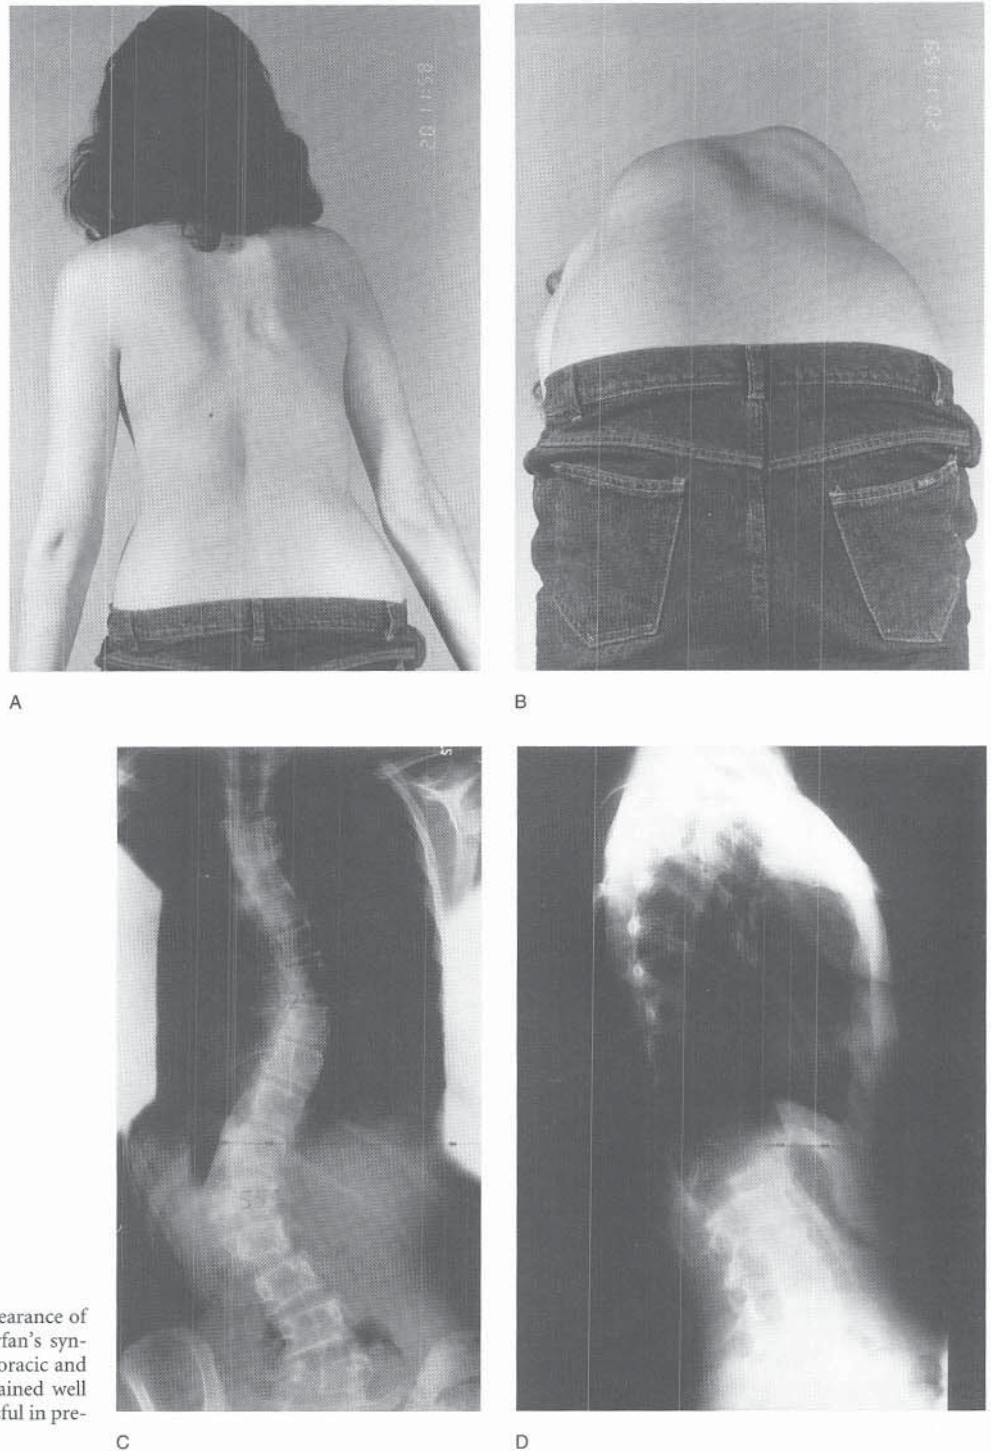 A
B
earance of
fan's syn-
oracic and
ained well
ful in pre-
C
D